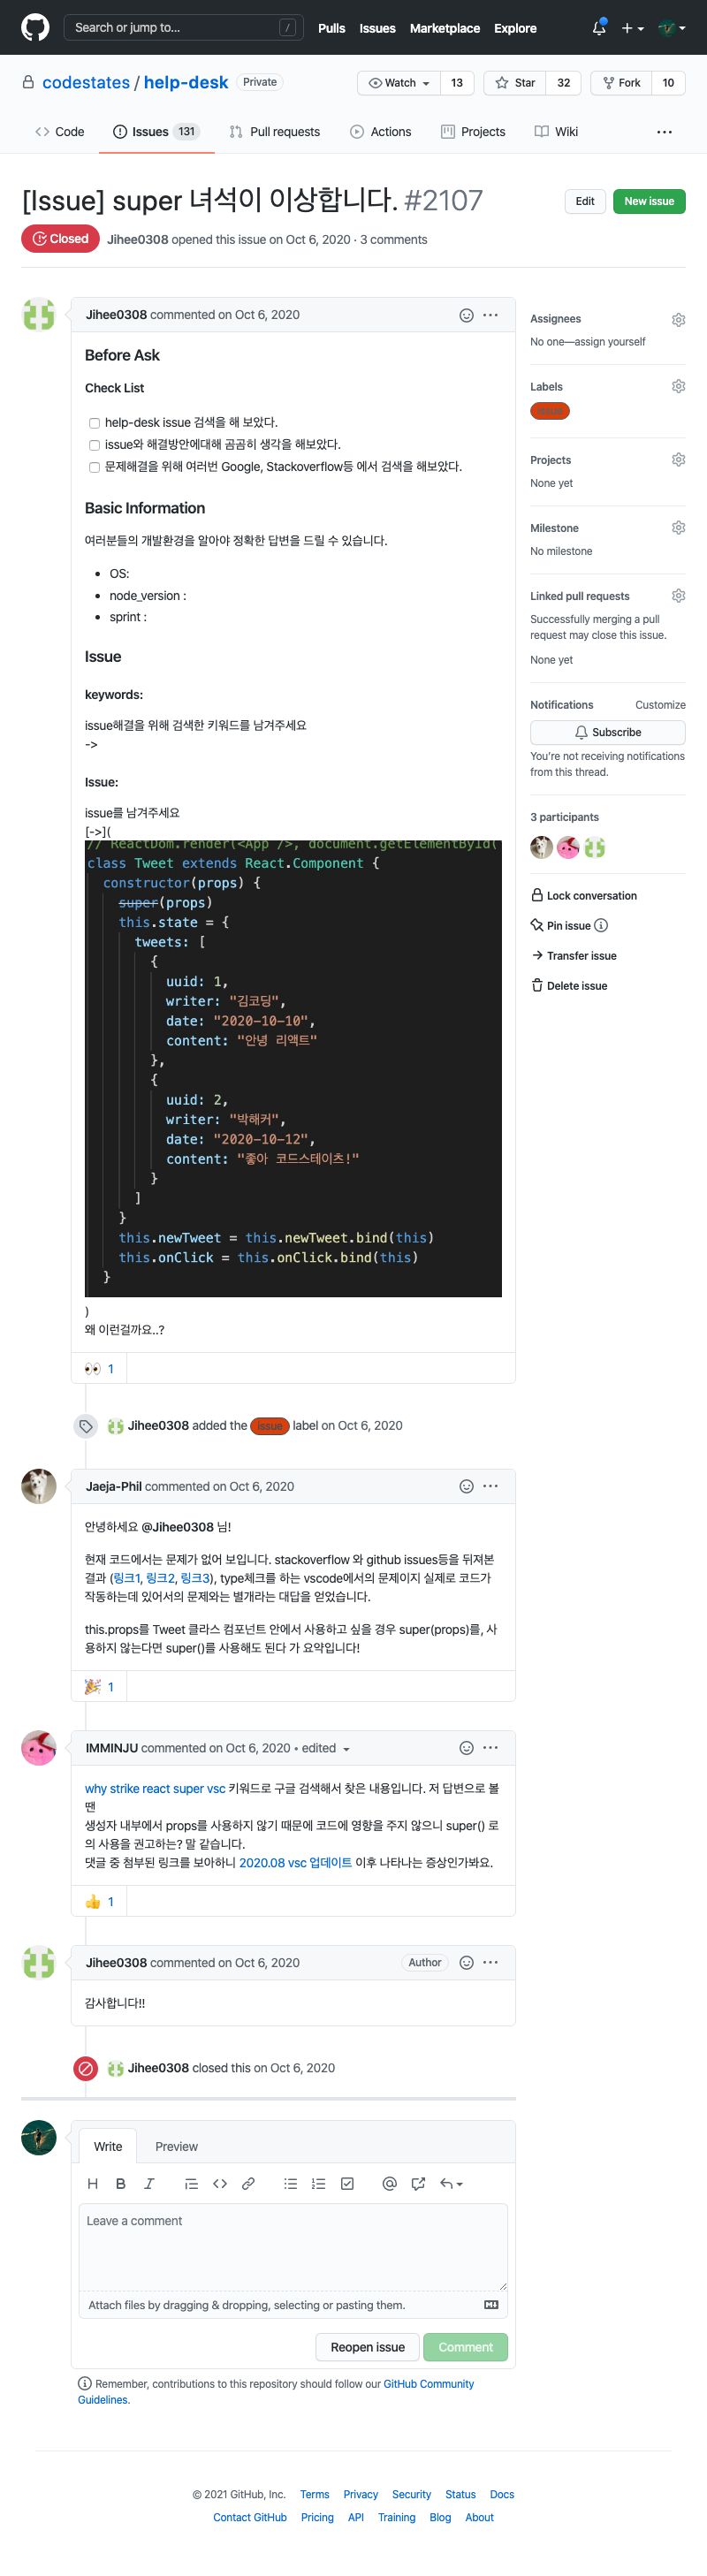 Search or jump to... /
Pulls Issues Marketplace Explore
codestates / help-desk Private
Watch 13 Star 32 Fork 10
Code Issues 131 Pull requests Actions Projects Wiki
[Issue] super 녀석이 이상합니다. #2107
Edit New issue
Closed Jihee0308 opened this issue on Oct 6, 2020 · 3 comments
Jihee0308 commented on Oct 6, 2020
Before Ask
Check List
help-desk issue 검색을 해 보았다.
issue와 해결방안에대해 곰곰히 생각을 해보았다.
문제해결을 위해 여러번 Google, Stackoverflow등 에서 검색을 해보았다.
Basic Information
여러분들의 개발환경을 알아야 정확한 답변을 드릴 수 있습니다.
• OS:
• node_version :
• sprint :
Issue
keywords:
issue해결을 위해 검색한 키워드를 남겨주세요
->
Issue:
issue를 남겨주세요
[->](
// ReactDom.render(<App />, document.getElementById(
class Tweet extends React.Component {
constructor(props) {
super(props)
this.state = {
tweets: [
{
uuid: 1,
writer: "김코딩",
date: "2020-10-10",
content: "안녕 리액트"
},
{
uuid: 2,
writer: "박해커",
date: "2020-10-12",
content: "좋아 코드스테이츠!"
}
]
}
this.newTweet = this.newTweet.bind(this)
this.onClick = this.onClick.bind(this)
}
)
왜 이런걸까요..?
👀 1
Jihee0308 added the issue label on Oct 6, 2020
Jaeja-Phil commented on Oct 6, 2020
안녕하세요 @Jihee0308 님!
현재 코드에서는 문제가 없어 보입니다. stackoverflow 와 github issues등을 뒤져본
결과 (링크1, 링크2, 링크3), type체크를 하는 vscode에서의 문제이지 실제로 코드가
작동하는데 있어서의 문제와는 별개라는 대답을 얻었습니다.
this.props를 Tweet 클라스 컴포넌트 안에서 사용하고 싶을 경우 super(props)를, 사
용하지 않는다면 super()를 사용해도 된다 가 요약입니다!
🎉 1
IMMINJU commented on Oct 6, 2020 • edited
why strike react super vsc 키워드로 구글 검색해서 찾은 내용입니다. 저 답변으로 볼
땐
생성자 내부에서 props를 사용하지 않기 때문에 코드에 영향을 주지 않으니 super() 로
의 사용을 권고하는? 말 같습니다.
댓글 중 첨부된 링크를 보아하니 2020.08 vsc 업데이트 이후 나타나는 증상인가봐요.
👍 1
Jihee0308 commented on Oct 6, 2020 Author
감사합니다!!
Jihee0308 closed this on Oct 6, 2020
Write Preview
Leave a comment
Attach files by dragging & dropping, selecting or pasting them.
Reopen issue Comment
Remember, contributions to this repository should follow our GitHub Community
Guidelines.
Assignees
No one—assign yourself
Labels
issue
Projects
None yet
Milestone
No milestone
Linked pull requests
Successfully merging a pull
request may close this issue.
None yet
Notifications Customize
Subscribe
You're not receiving notifications
from this thread.
3 participants
Lock conversation
Pin issue
Transfer issue
Delete issue
© 2021 GitHub, Inc. Terms Privacy Security Status Docs
Contact GitHub Pricing API Training Blog About